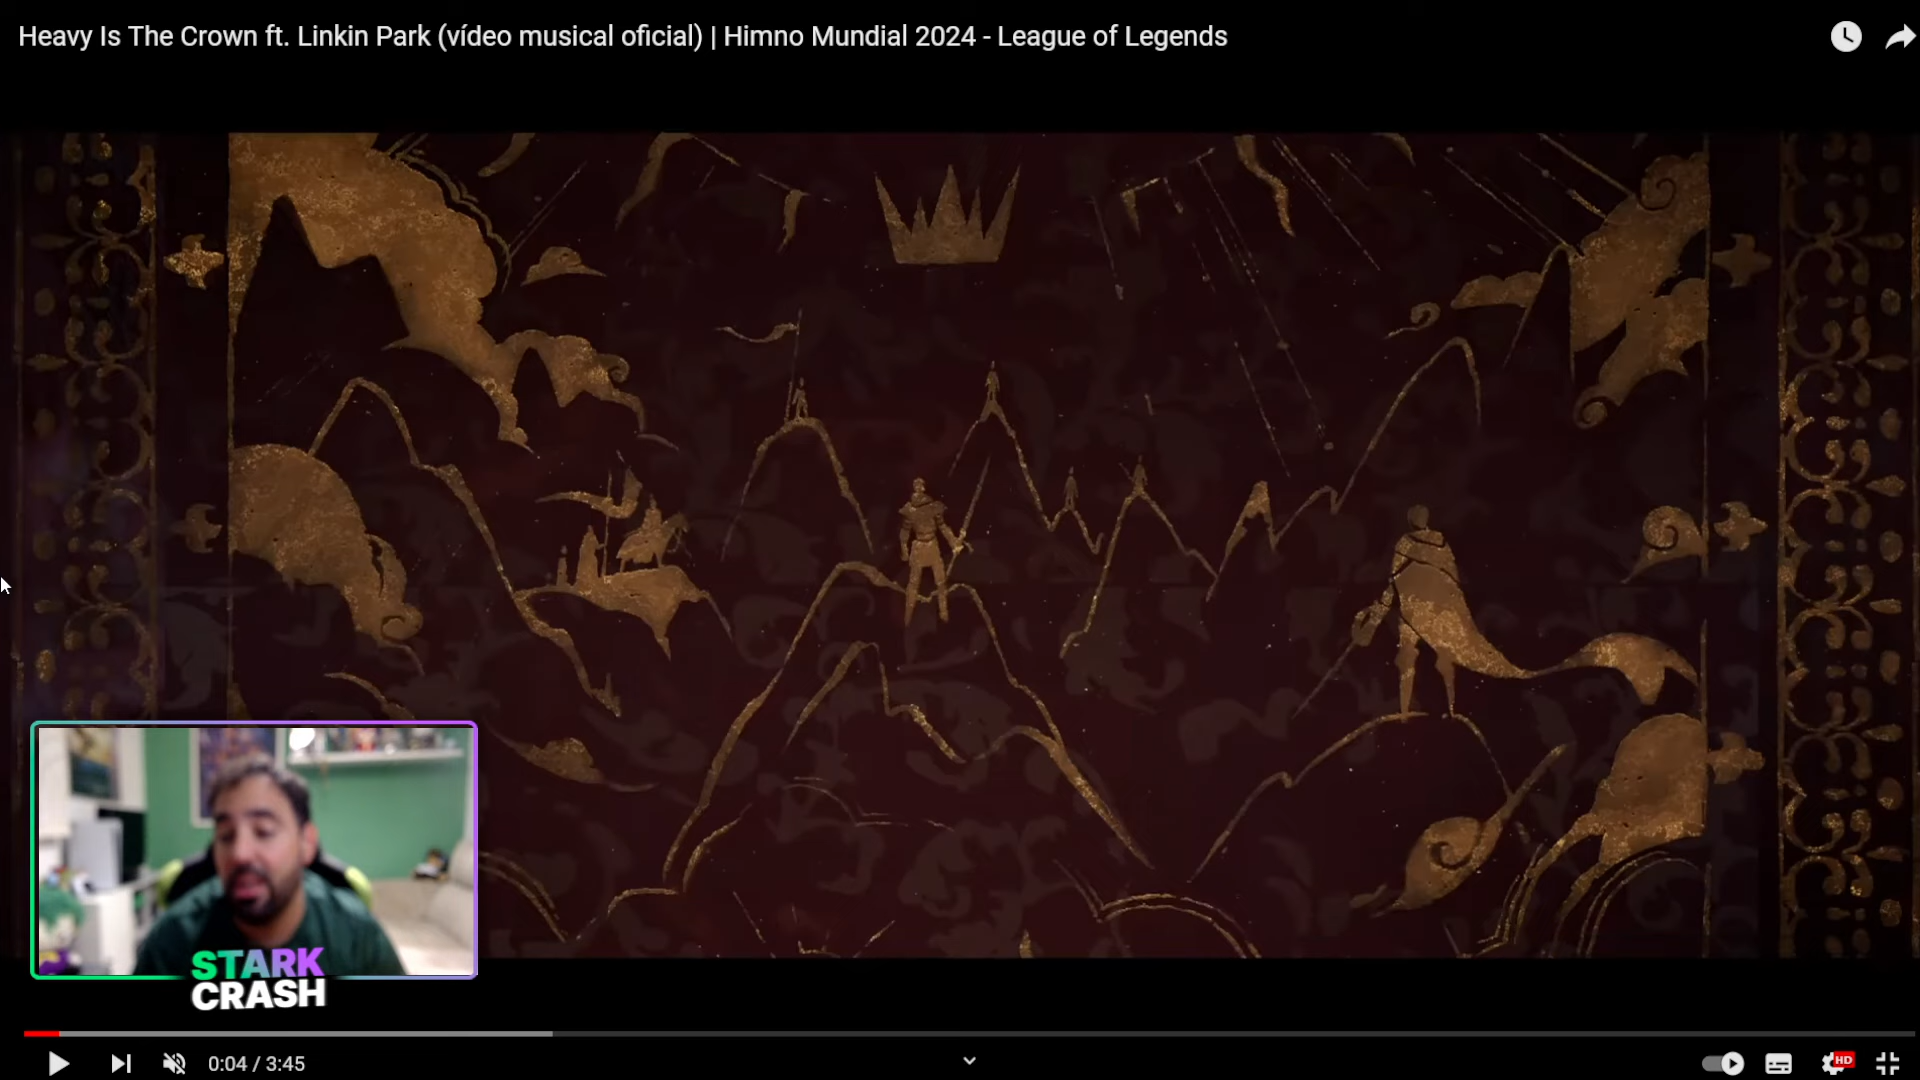 Heavy Is The Crown ft. Linkin Park (vídeo musical oficial) | Himno Mundial 2024 - League of Legends
STARK
CRASH
0:04 / 3:45
HD